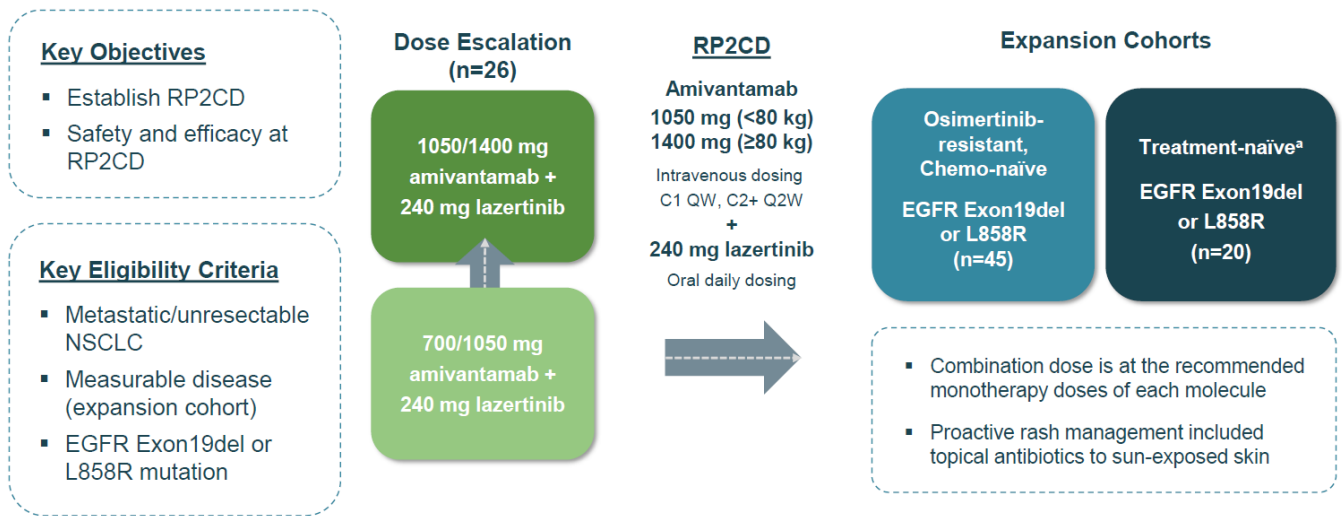 Key Objectives
▪ Establish RP2CD
▪ Safety and efficacy at
RP2CD
Key Eligibility Criteria
▪ Metastatic/unresectable
NSCLC
▪ Measurable disease
(expansion cohort)
▪ EGFR Exon19del or
L858R mutation
Dose Escalation
(n=26)
1050/1400 mg
amivantamab +
240 mg lazertinib
700/1050 mg
amivantamab +
240 mg lazertinib
RP2CD
Amivantamab
1050 mg (<80 kg)
1400 mg (≥80 kg)
Intravenous dosing
C1 QW, C2+ Q2W
+
240 mg lazertinib
Oral daily dosing
Expansion Cohorts
Osimertinib-
resistant,
Chemo-naïve
EGFR Exon19del
or L858R
(n=45)
Treatment-naïveᵃ
EGFR Exon19del
or L858R
(n=20)
▪ Combination dose is at the recommended
monotherapy doses of each molecule
▪ Proactive rash management included
topical antibiotics to sun-exposed skin